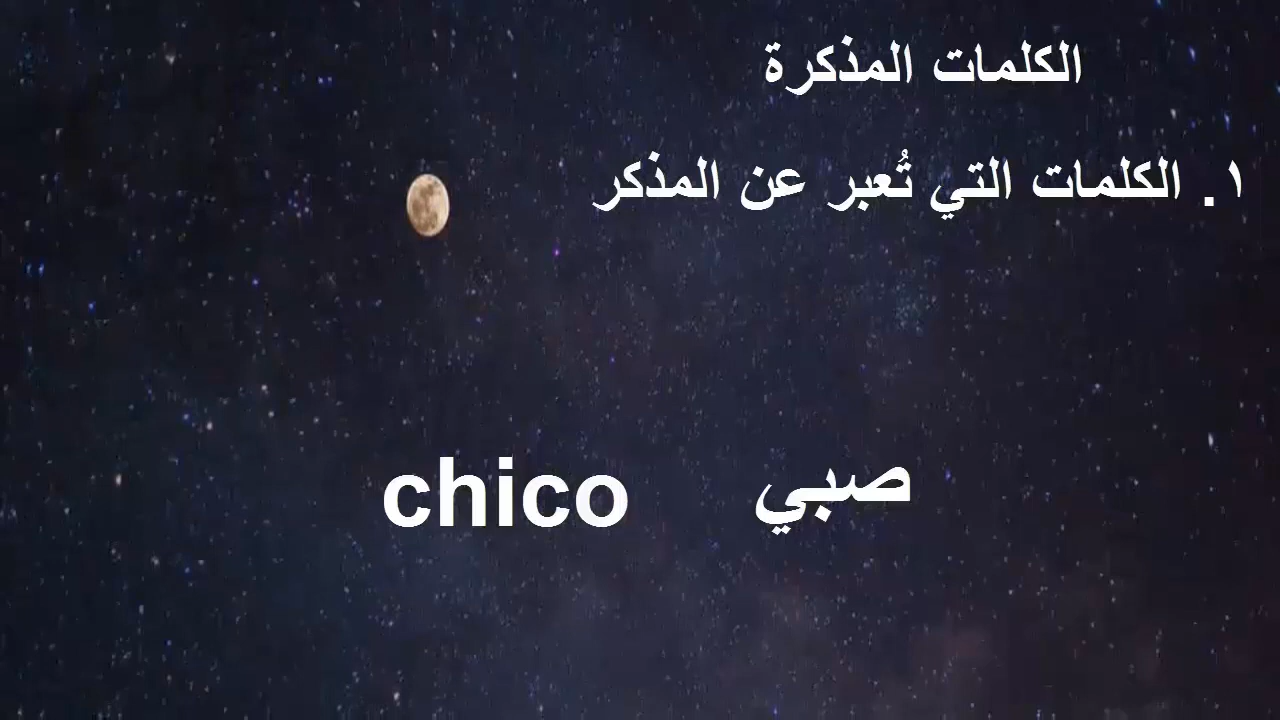 الكلمات المذكرة
١. الكلمات التي تُعبر عن المذكر
chico صبي